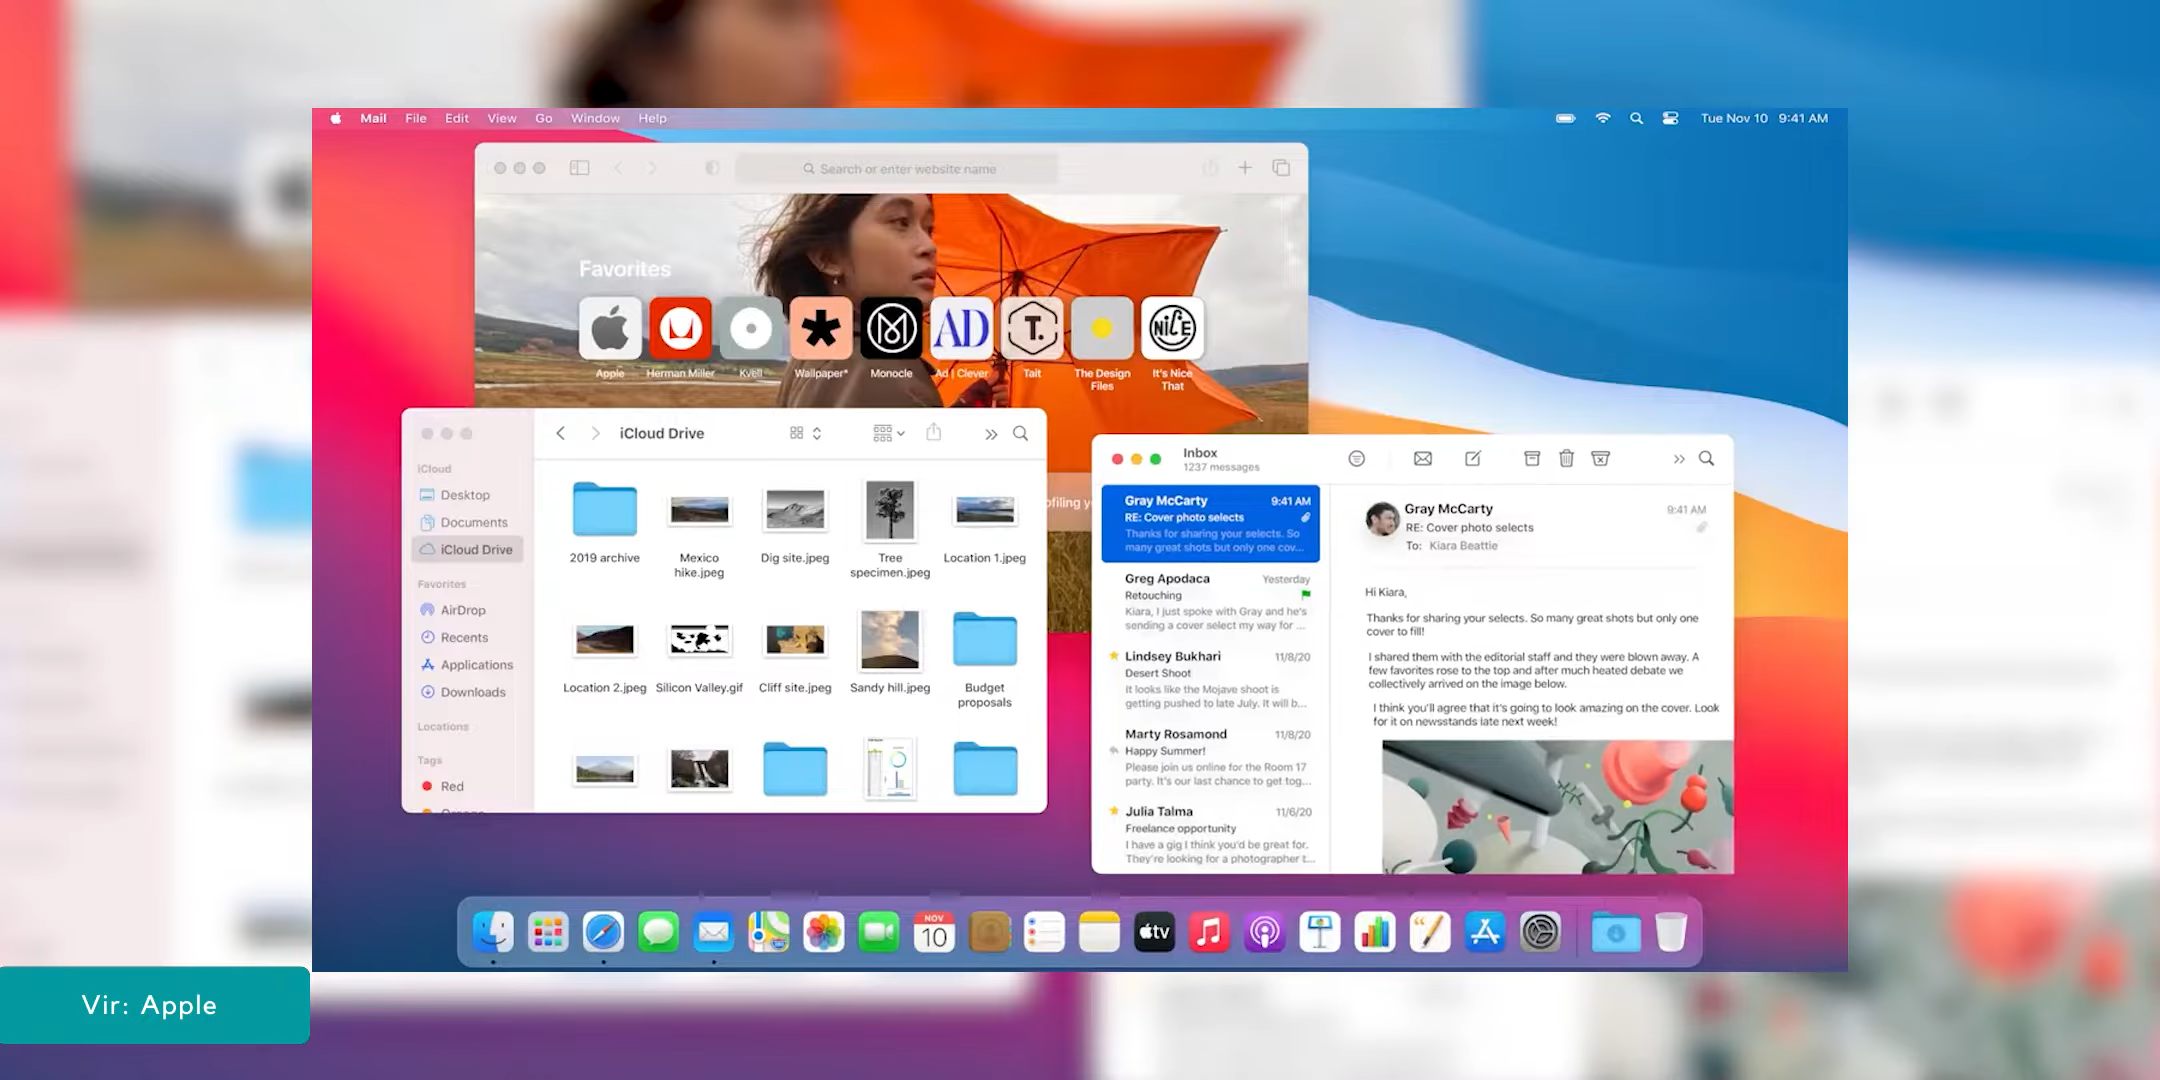 Mail File Edit View Go Window Help
Tue Nov 10 9:41 AM
Search or enter website name
Favorites
AD
T.
NICE
Apple
Herman Miller
Kvell
Wallpaper*
Monocle
Ad | Clever
Tait
The Design
Files
It's Nice
That
ofiling y
iCloud
Desktop
Documents
iCloud Drive
Favorites
AirDrop
Recents
Applications
Downloads
Locations
Tags
Red
Orange
iCloud Drive
2019 archive
Mexico
hike.jpeg
Dig site.jpeg
Tree
specimen.jpeg
Location 1.jpeg
Location 2.jpeg
Silicon Valley.gif
Cliff site.jpeg
Sandy hill.jpeg
Budget
proposals
Inbox
1237 messages
Gray McCarty 9:41 AM
RE: Cover photo selects
Thanks for sharing your selects. So
many great shots but only one cov...
Greg Apodaca Yesterday
Retouching
Kiara, I just spoke with Gray and he's
sending a cover select my way for ...
Lindsey Bukhari 11/8/20
Desert Shoot
It looks like the Mojave shoot is
getting pushed to late July. It will b...
Marty Rosamond 11/8/20
Happy Summer!
Please join us online for the Room 17
party. It's our last chance to get tog...
Julia Talma 11/6/20
Freelance opportunity
I have a gig I think you'd be great for.
They're looking for a photographer t...
Gray McCarty 9:41 AM
RE: Cover photo selects
To: Kiara Beattie
Hi Kiara,
Thanks for sharing your selects. So many great shots but only one
cover to fill!
I shared them with the editorial staff and they were blown away. A
few favorites rose to the top and after much heated debate we
collectively arrived on the image below.
I think you'll agree that it's going to look amazing on the cover. Look
for it on newsstands late next week!
NOV
10
tv
Vir: Apple